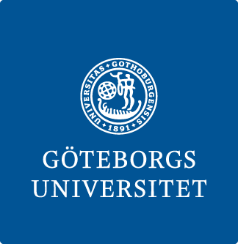 UNIVERSITAS • GOTHOBURGENSIS
• 1891 •
GÖTEBORGS
UNIVERSITET